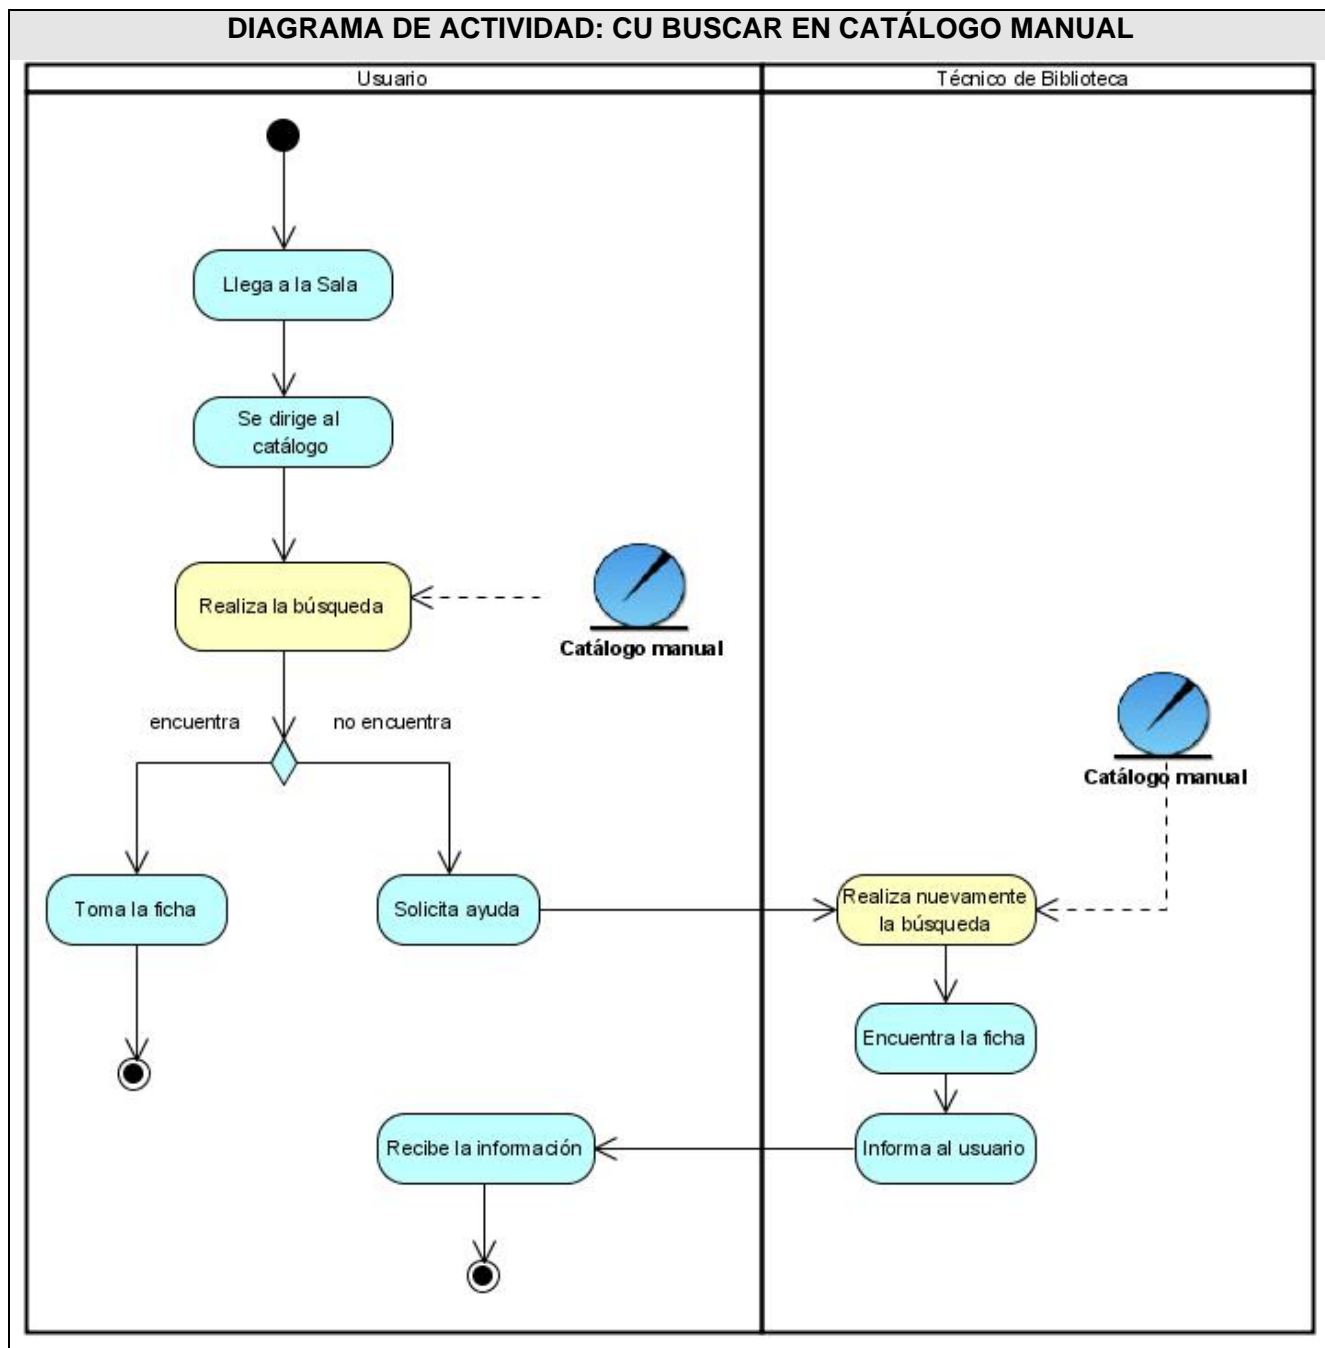 DIAGRAMA DE ACTIVIDAD: CU BUSCAR EN CATÁLOGO MANUAL
Usuario
Técnico de Biblioteca
Llega a la Sala
Se dirige al
catálogo
Realiza la búsqueda
Catálogo manual
encuentra
no encuentra
Catálogo manual
Toma la ficha
Solicita ayuda
Realiza nuevamente
la búsqueda
Encuentra la ficha
Recibe la información
Informa al usuario